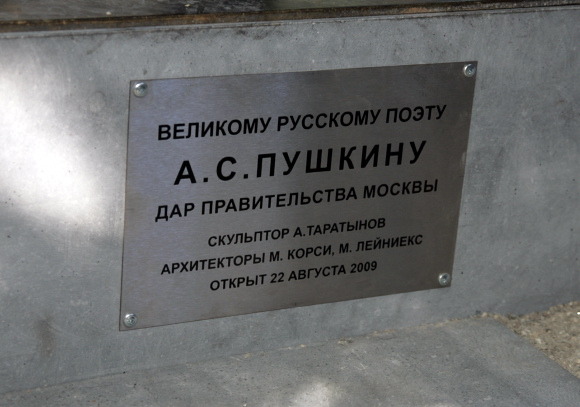 ВЕЛИКОМУ РУССКОМУ ПОЭТУ
А.С.ПУШКИНУ
ДАР ПРАВИТЕЛЬСТВА МОСКВЫ
СКУЛЬПТОР А.ТАРАТЫНОВ
АРХИТЕКТОРЫ М. КОРСИ, М. ЛЕЙНИЕКС
ОТКРЫТ 22 АВГУСТА 2009